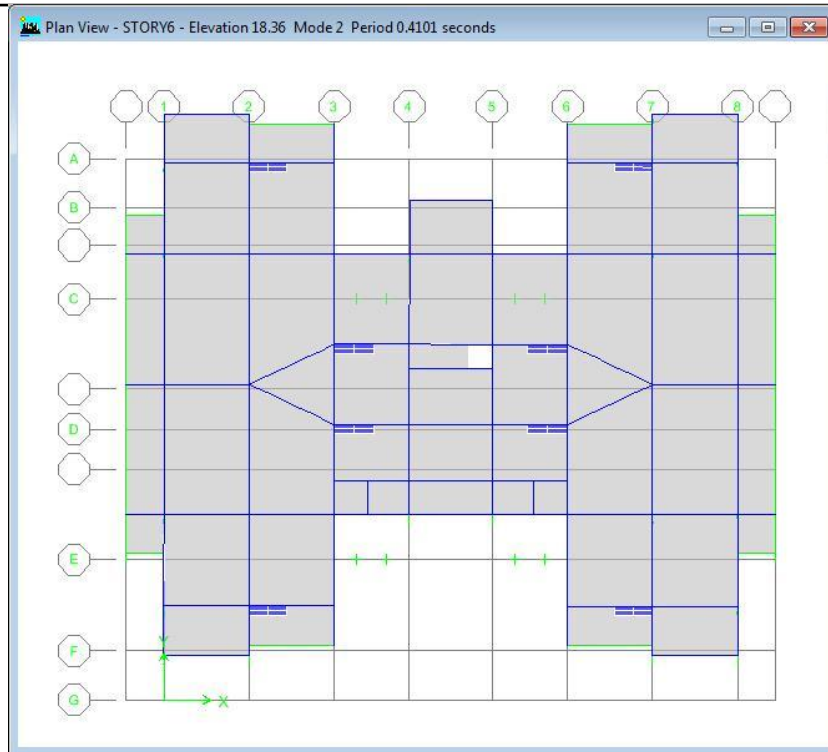 Plan View - STORY6 - Elevation 18.36 Mode 2 Period 0.4101 seconds
1 2 3 4 5 6 7 8
A
B
C
D
E
F
Y
G
X